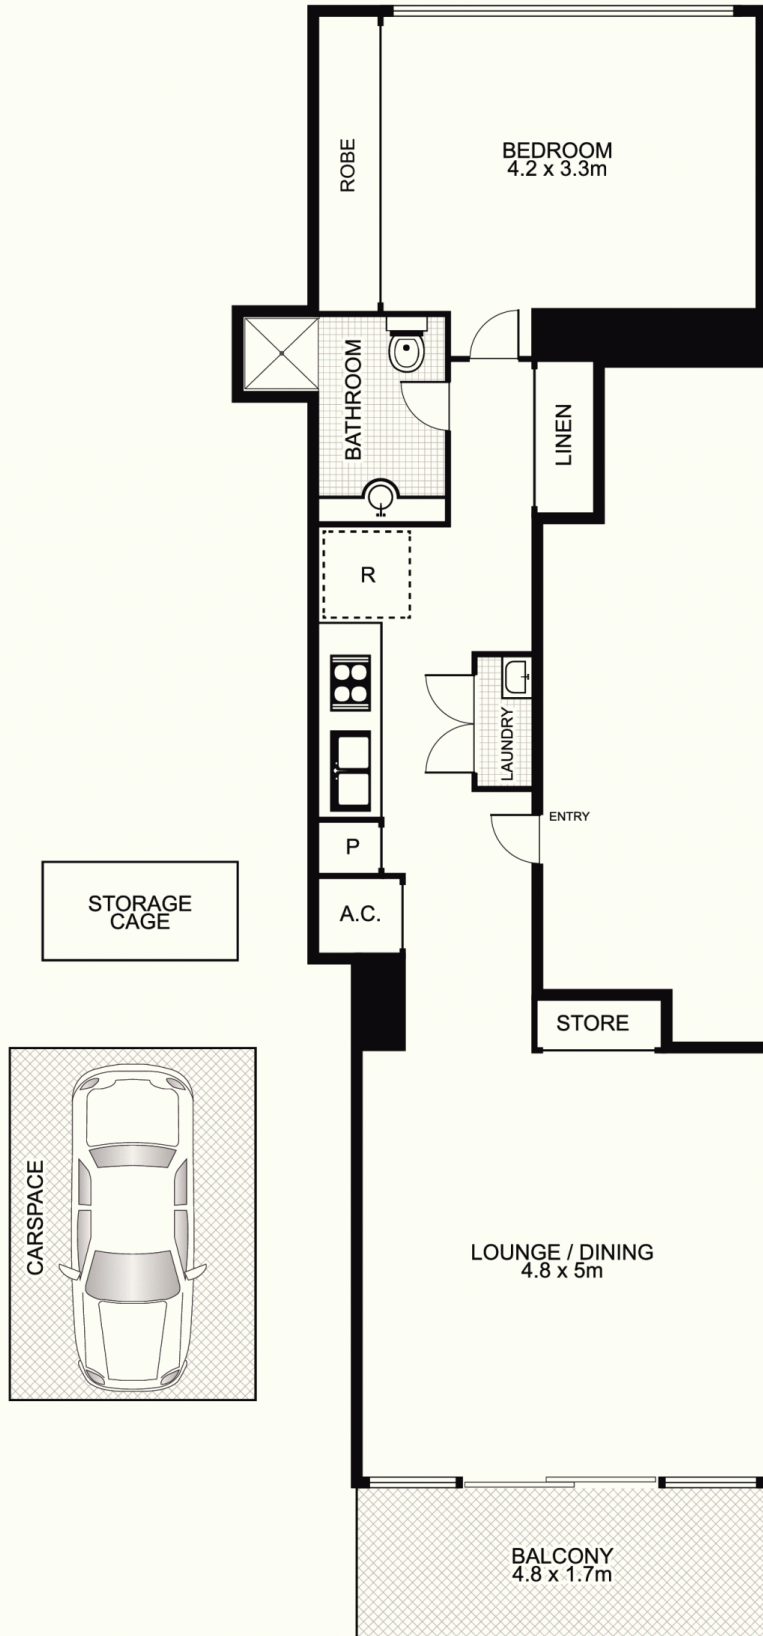 ROBE
BEDROOM
4.2 x 3.3m
BATHROOM
LINEN
R
LAUNDRY
ENTRY
P
A.C.
STORAGE
CAGE
STORE
CARSPACE
LOUNGE / DINING
4.8 x 5m
BALCONY
4.8 x 1.7m